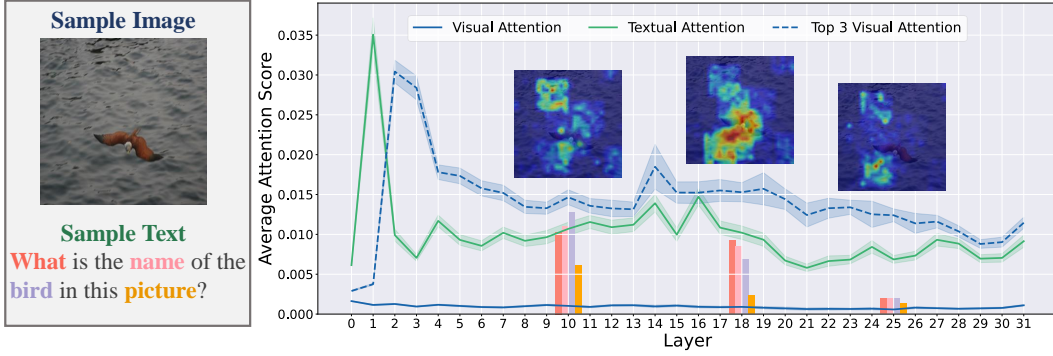 Sample Image
Sample Text
What is the name of the
bird in this picture?
Visual Attention
Textual Attention
Top 3 Visual Attention
Average Attention Score
0.035
0.030
0.025
0.020
0.015
0.010
0.005
0.000
0 1 2 3 4 5 6 7 8 9 10 11 12 13 14 15 16 17 18 19 20 21 22 23 24 25 26 27 28 29 30 31
Layer